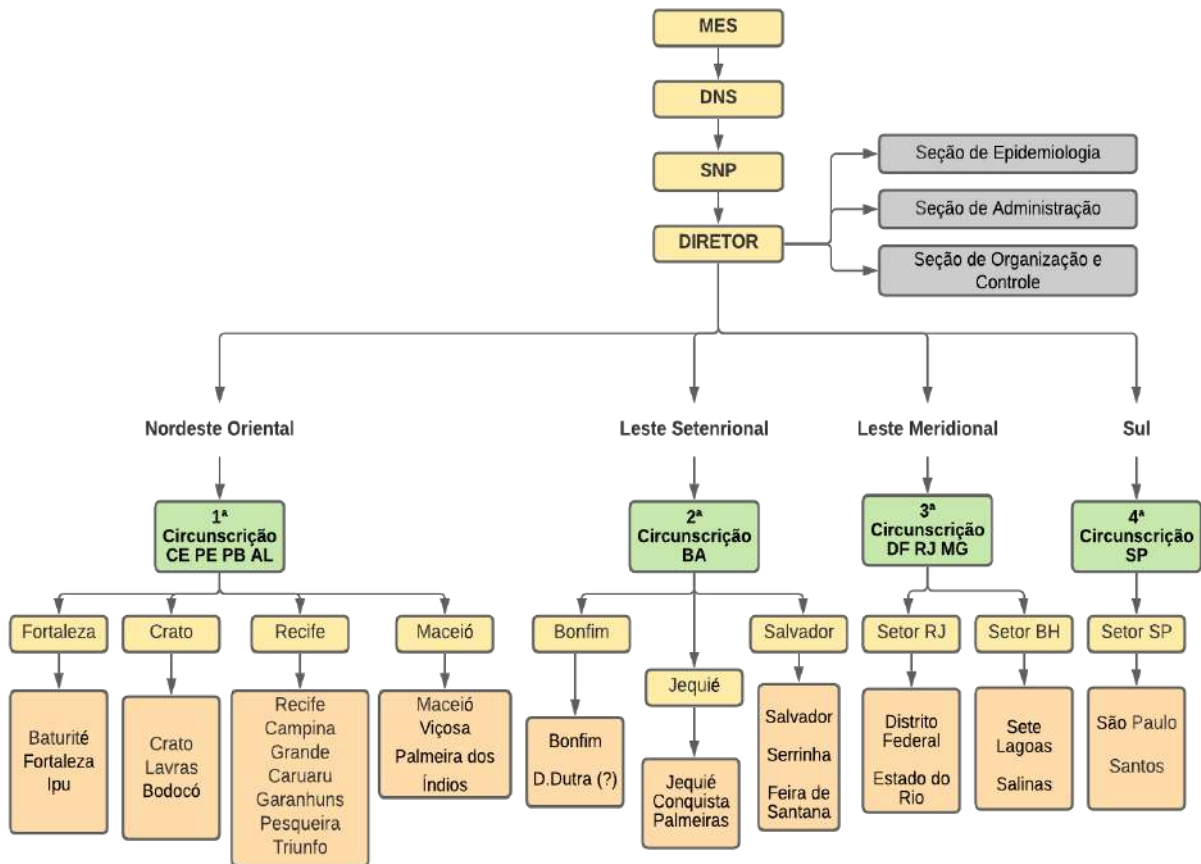 MES
DNS
SNP
DIRETOR
Seção de Epidemiologia
Seção de Administração
Seção de Organização e
Controle
Nordeste Oriental
Leste Setenrional
Leste Meridional
Sul
1ª
Circunscrição
CE PE PB AL
2ª
Circunscrição
BA
3ª
Circunscrição
DF RJ MG
4ª
Circunscrição
SP
Fortaleza
Crato
Recife
Maceió
Bonfim
Jequié
Salvador
Setor RJ
Setor BH
Setor SP
Baturité
Fortaleza
Ipu
Crato
Lavras
Bodocó
Recife
Campina
Grande
Caruaru
Garanhuns
Pesqueira
Triunfo
Maceió
Viçosa
Palmeira dos
Índios
Bonfim
D.Dutra (?)
Jequié
Conquista
Palmeiras
Salvador
Serrinha
Feira de
Santana
Distrito
Federal
Estado do
Rio
Sete
Lagoas
Salinas
São Paulo
Santos